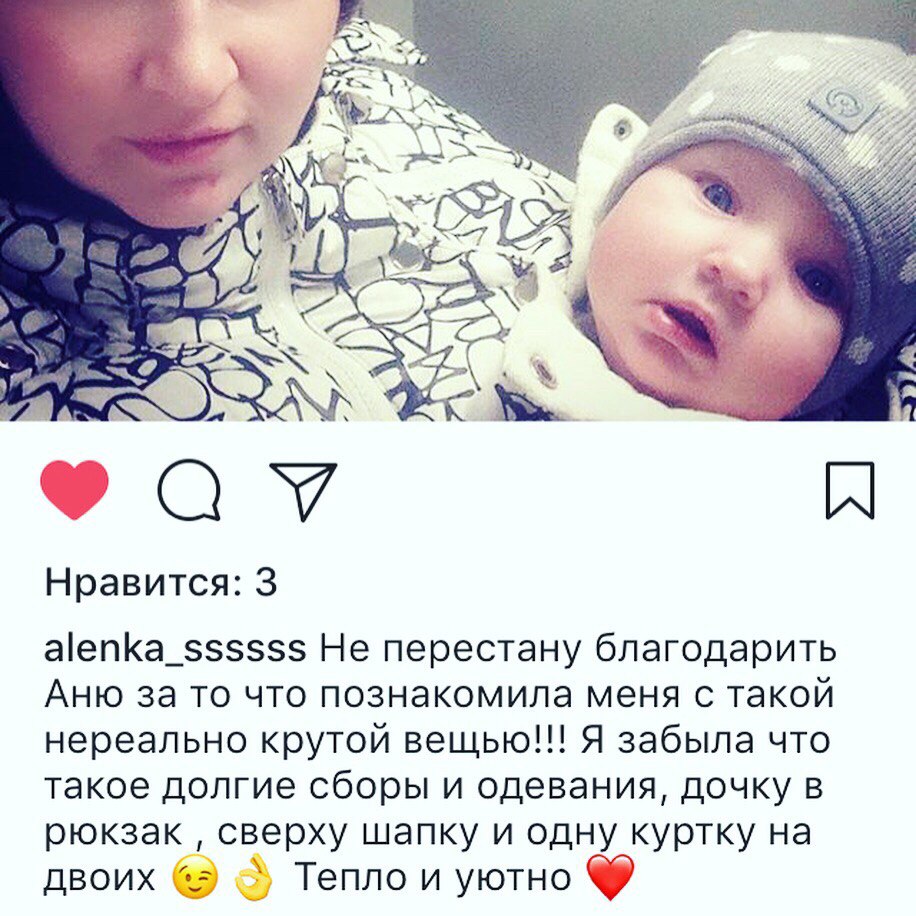 Нравится: 3
alenka_ssssss Не перестану благодарить
Аню за то что познакомила меня с такой
нереально крутой вещью!!! Я забыла что
такое долгие сборы и одевания, дочку в
рюкзак , сверху шапку и одну куртку на
двоих 😉 👌 Тепло и уютно ❤️